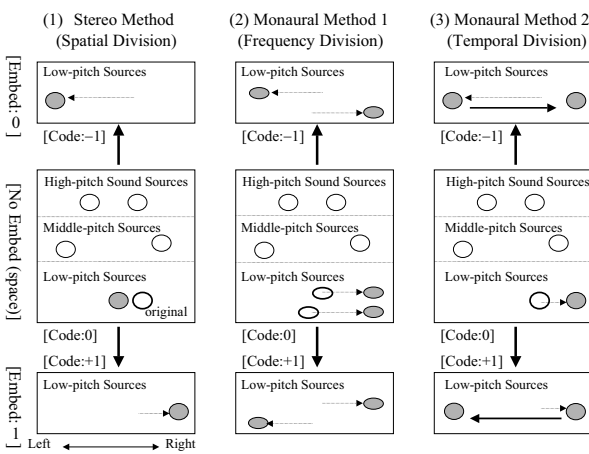 (1) Stereo Method
(Spatial Division)
(2) Monaural Method 1
(Frequency Division)
(3) Monaural Method 2
(Temporal Division)
[Embed: 0 ]
Low-pitch Sources
Low-pitch Sources
Low-pitch Sources
[Code:−1]
[Code:−1]
[Code:−1]
[No Embed (space)]
High-pitch Sound Sources
High-pitch Sound Sources
High-pitch Sources
Middle-pitch Sources
Middle-pitch Sources
Middle-pitch Sources
Low-pitch Sources
original
Low-pitch Sources
Low-pitch Sources
[Code:0]
[Code:0]
[Code:0]
[Code:+1]
[Code:+1]
[Code:+1]
[Embed: 1 ]
Low-pitch Sources
Low-pitch Sources
Low-pitch Sources
Left
Right